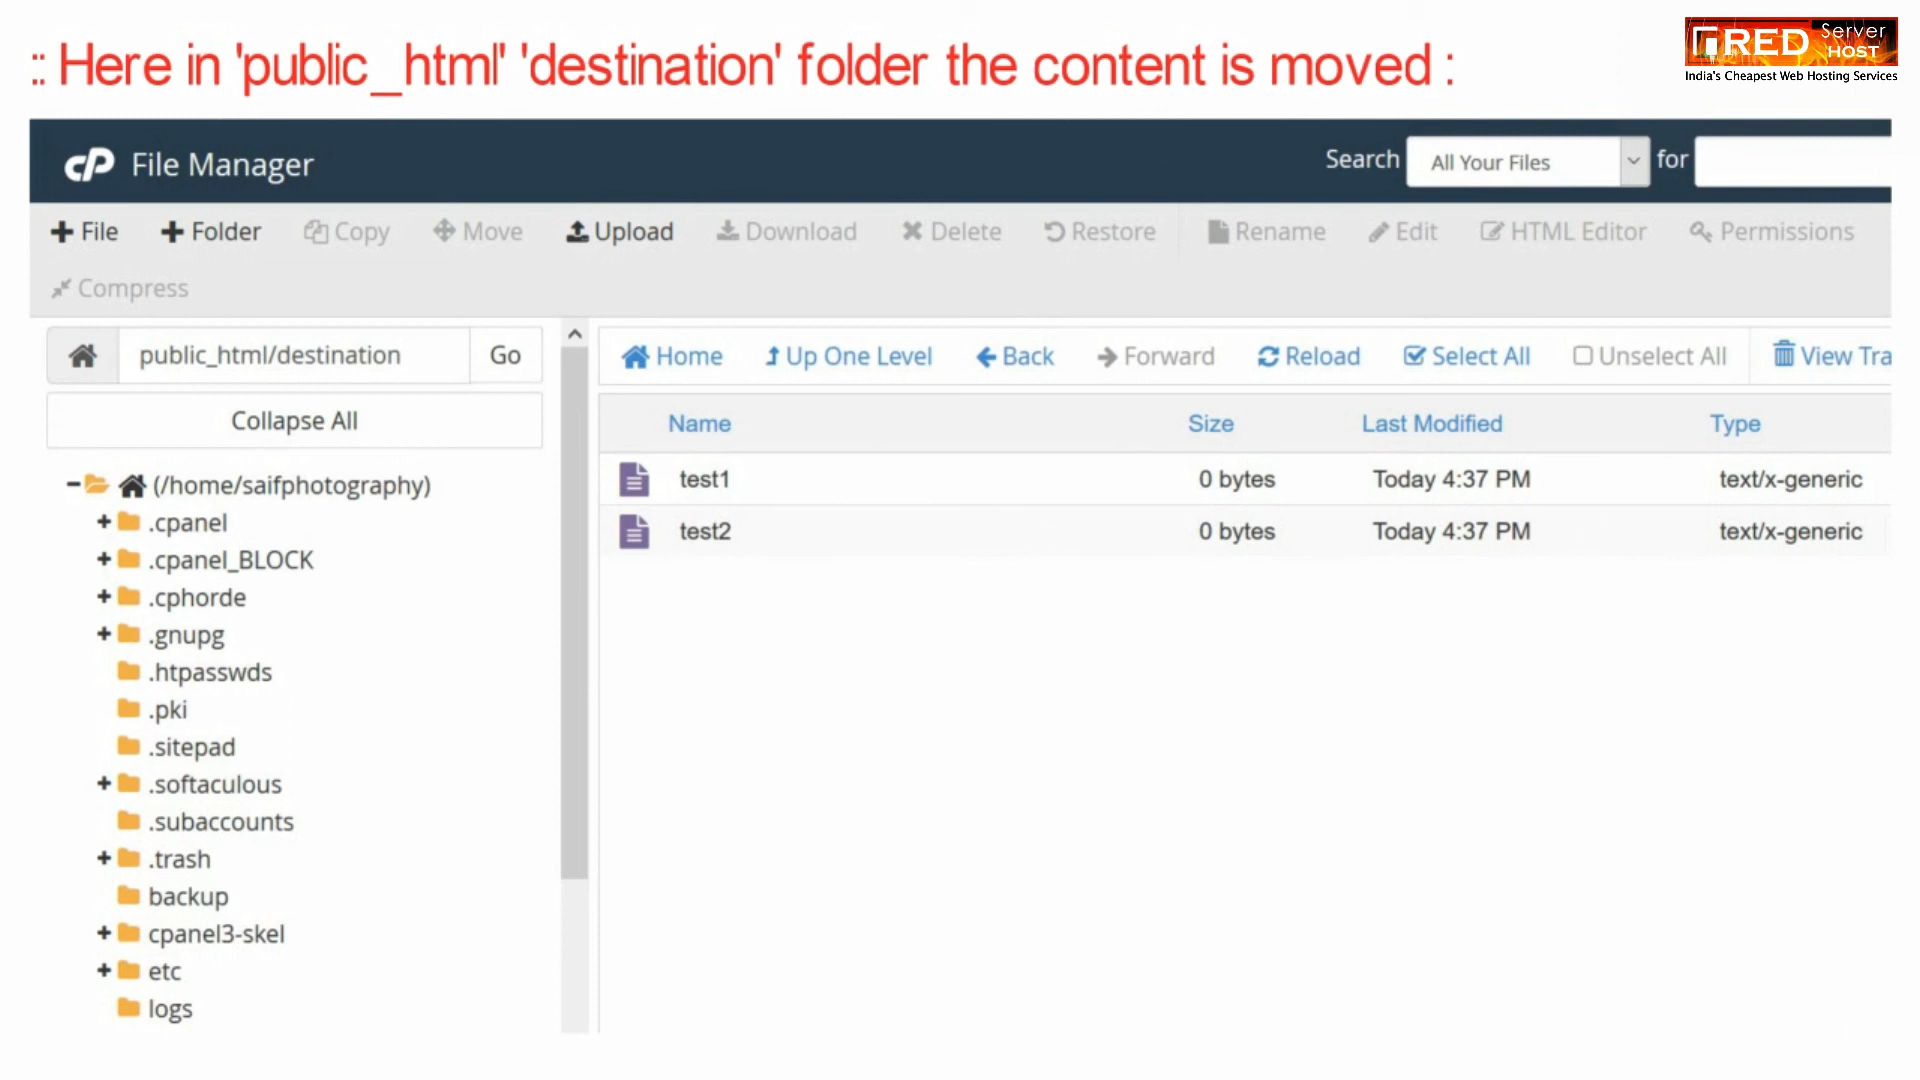 :: Here in 'public_html' 'destination' folder the content is moved :
RED Server HOST
India's Cheapest Web Hosting Services
cP File Manager
Search All Your Files for
File Folder Copy Move Upload Download Delete Restore Rename Edit HTML Editor Permissions
Compress
public_html/destination Go
Home Up One Level Back Forward Reload Select All Unselect All View Tra
Collapse All
Name Size Last Modified Type
test1 0 bytes Today 4:37 PM text/x-generic
test2 0 bytes Today 4:37 PM text/x-generic
(/home/saifphotography)
.cpanel
.cpanel_BLOCK
.cphorde
.gnupg
.htpasswds
.pki
.sitepad
.softaculous
.subaccounts
.trash
backup
cpanel3-skel
etc
logs